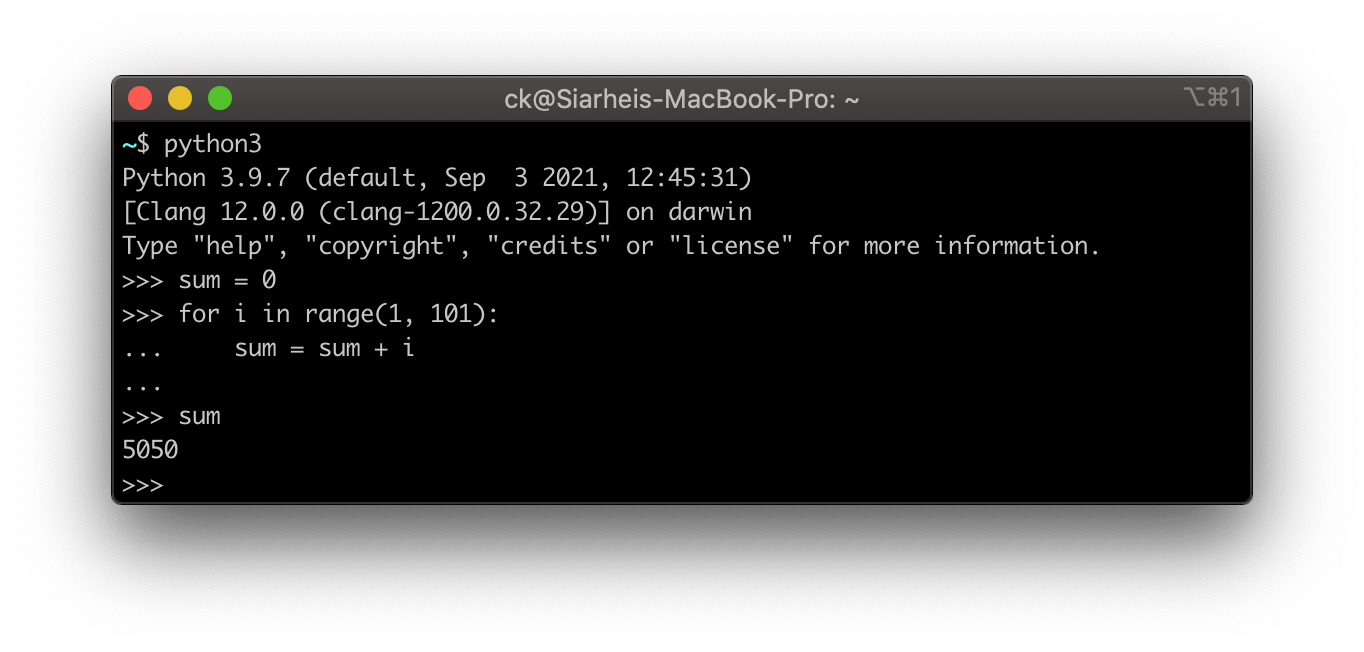 ck@Siarheis-MacBook-Pro: ~ ⌥⌘1
~$ python3
Python 3.9.7 (default, Sep  3 2021, 12:45:31)
[Clang 12.0.0 (clang-1200.0.32.29)] on darwin
Type "help", "copyright", "credits" or "license" for more information.
>>> sum = 0
>>> for i in range(1, 101):
...     sum = sum + i
...
>>> sum
5050
>>>